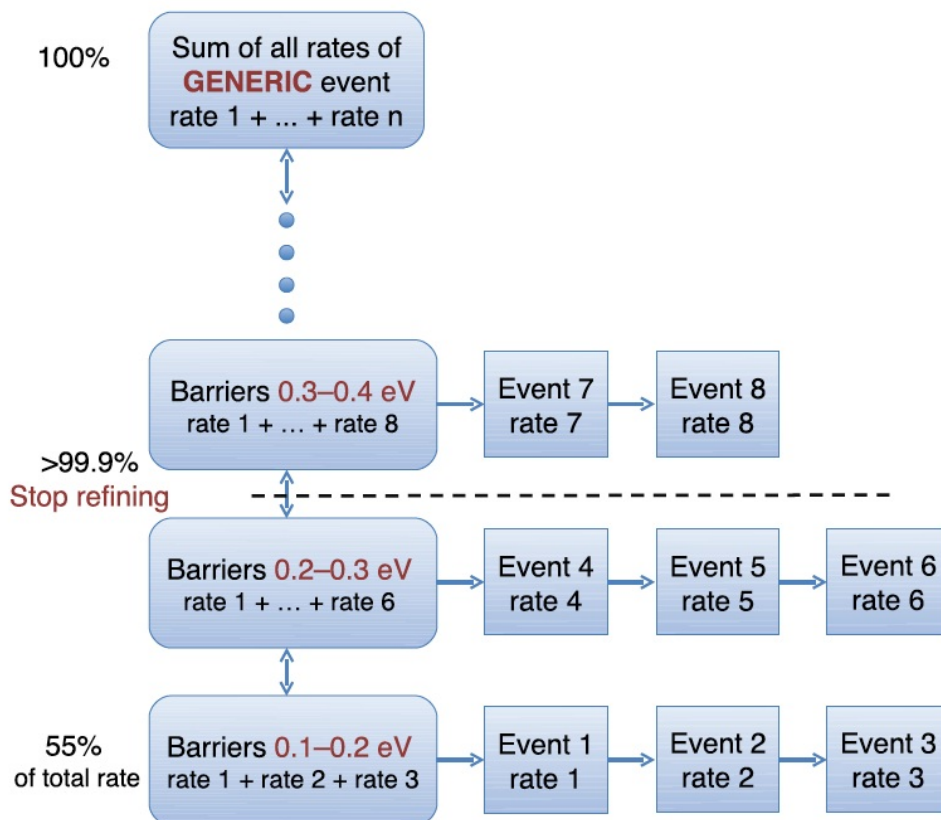 100%
Sum of all rates of
GENERIC event
rate 1 + ... + rate n
Barriers 0.3–0.4 eV
rate 1 + ... + rate 8
Event 7
rate 7
Event 8
rate 8
>99.9%
Stop refining
Barriers 0.2–0.3 eV
rate 1 + ... + rate 6
Event 4
rate 4
Event 5
rate 5
Event 6
rate 6
55%
of total rate
Barriers 0.1–0.2 eV
rate 1 + rate 2 + rate 3
Event 1
rate 1
Event 2
rate 2
Event 3
rate 3